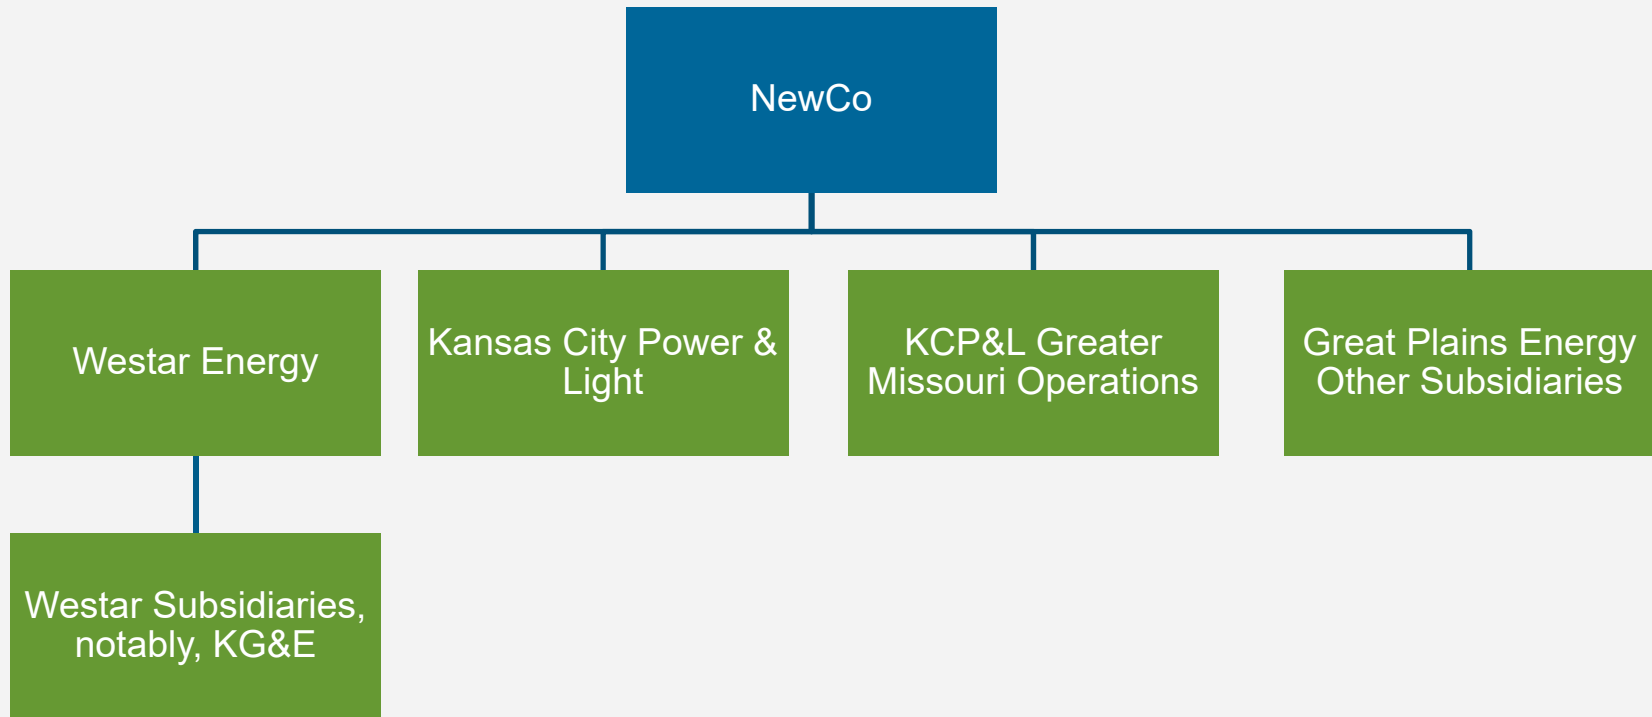 NewCo
Westar Energy
Kansas City Power &
Light
KCP&L Greater
Missouri Operations
Great Plains Energy
Other Subsidiaries
Westar Subsidiaries,
notably, KG&E